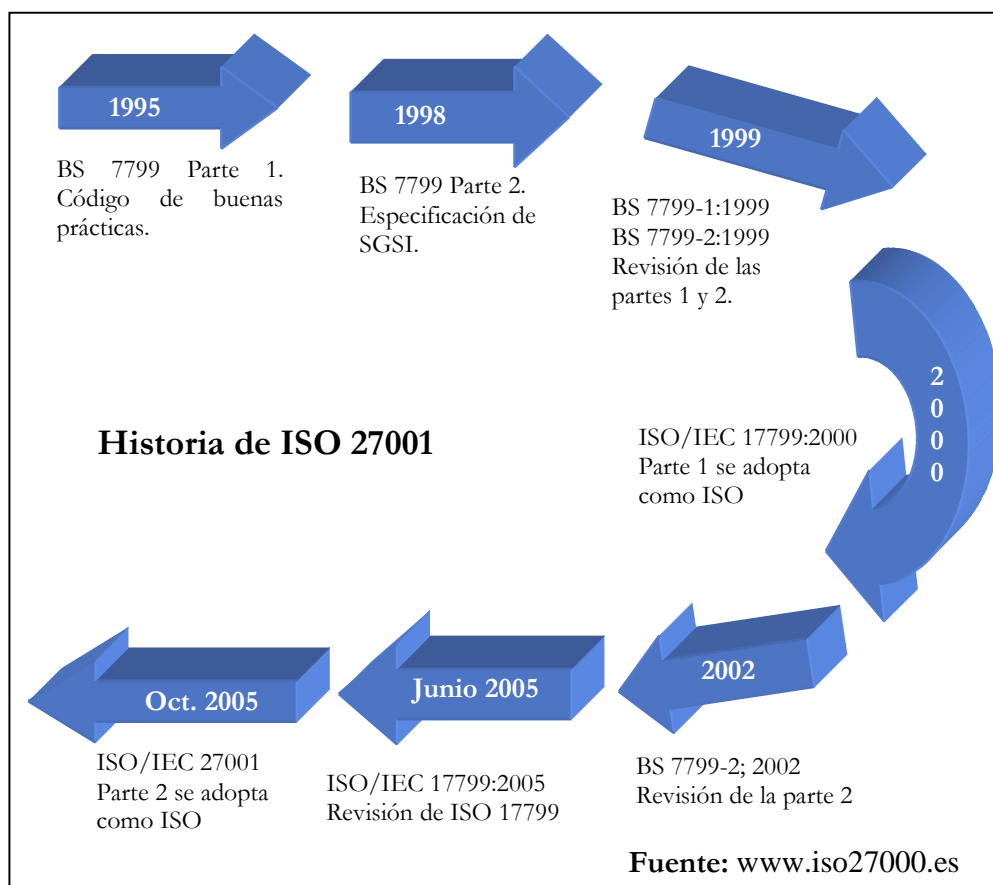 1995
BS 7799 Parte 1.
Código de buenas
prácticas.
1998
BS 7799 Parte 2.
Especificación de
SGSI.
1999
BS 7799-1:1999
BS 7799-2:1999
Revisión de las
partes 1 y 2.
2000
ISO/IEC 17799:2000
Parte 1 se adopta
como ISO
Historia de ISO 27001
2002
BS 7799-2; 2002
Revisión de la parte 2
Junio 2005
ISO/IEC 17799:2005
Revisión de ISO 17799
Oct. 2005
ISO/IEC 27001
Parte 2 se adopta
como ISO
Fuente: www.iso27000.es